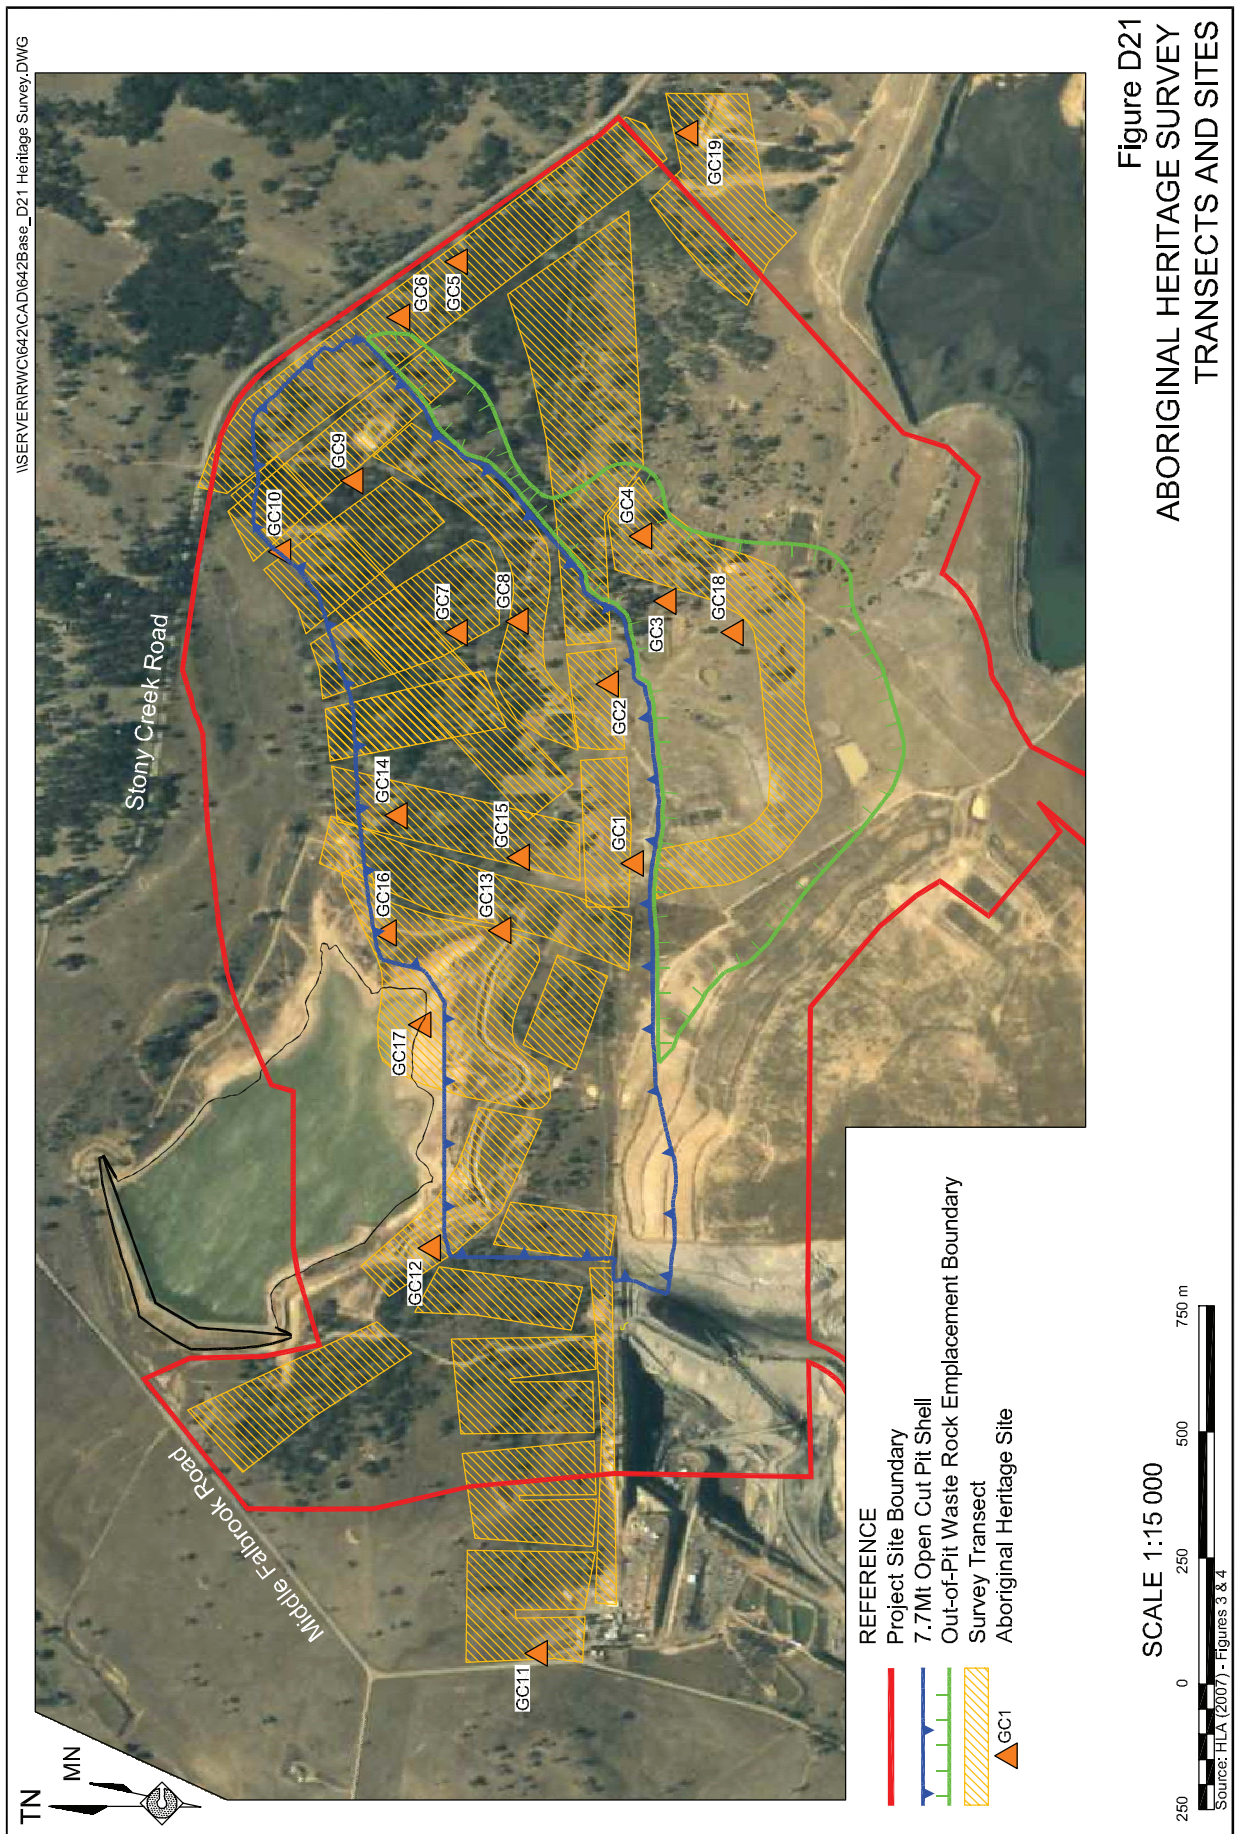 \\SERVER\RWC\642\CAD\642Base_D21 Heritage Survey.DWG
Figure D21
ABORIGINAL HERITAGE SURVEY
TRANSECTS AND SITES
TN
MN
Stony Creek Road
Middle Falbrook Road
GC19
GC6
GC5
GC9
GC10
GC4
GC8
GC7
GC3
GC18
GC2
GC14
GC15
GC1
GC16
GC13
GC17
GC12
GC11
REFERENCE
Project Site Boundary
7.7Mt Open Cut Pit Shell
Out-of-Pit Waste Rock Emplacement Boundary
Survey Transect
Aboriginal Heritage Site
GC1
SCALE 1:15 000
250 0 250 500 750 m
Source: HLA (2007) - Figures 3 & 4